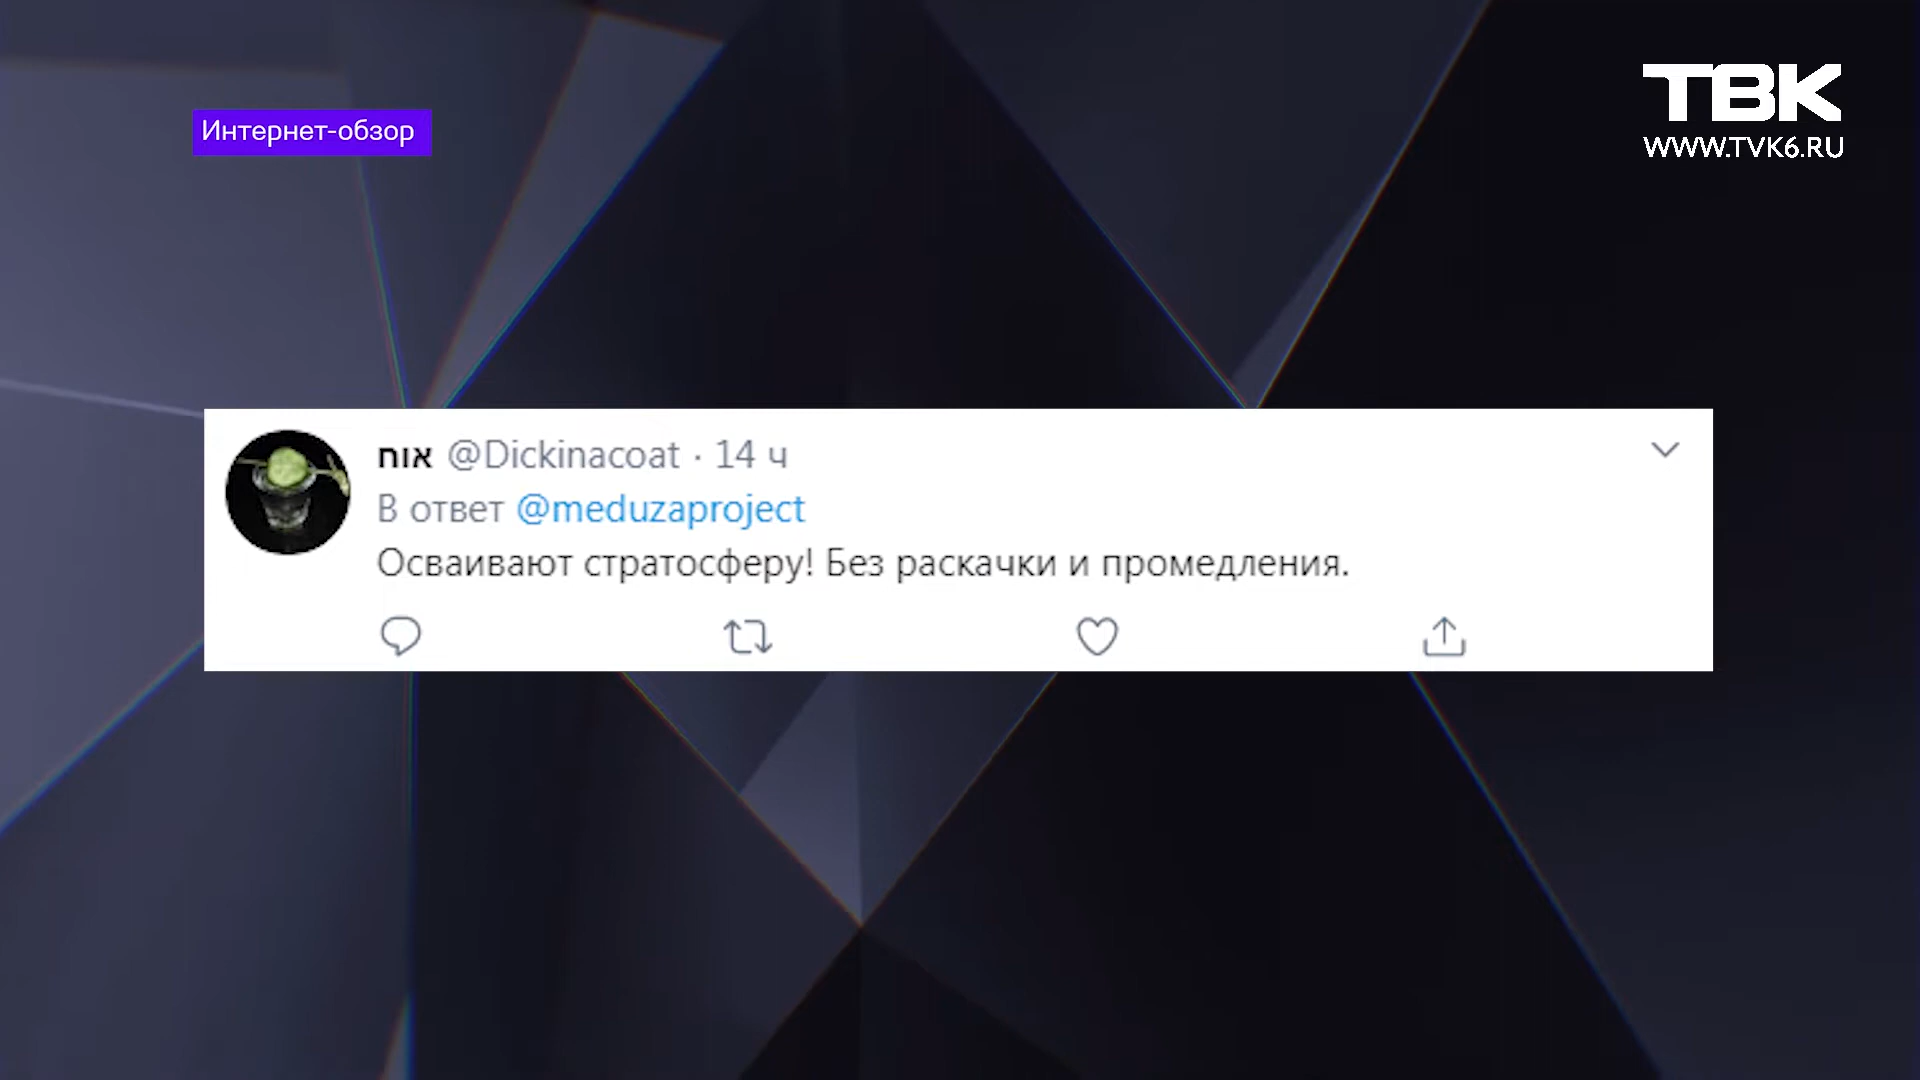 Интернет-обзор
ТВК
WWW.TVK6.RU
אוח @Dickinacoat · 14 ч
В ответ @meduzaproject
Осваивают стратосферу! Без раскачки и промедления.